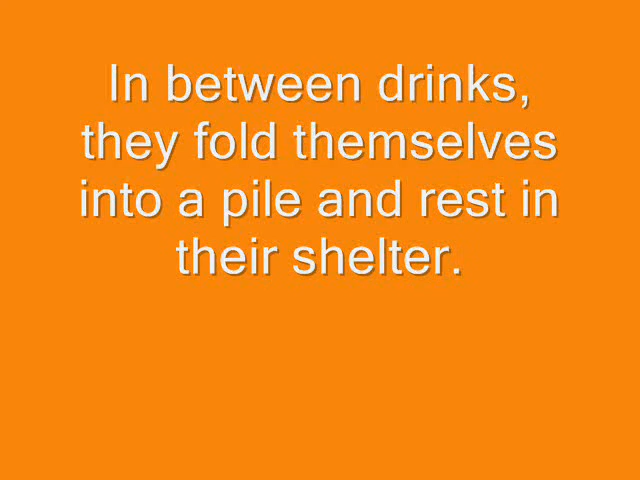 In between drinks,
they fold themselves
into a pile and rest in
their shelter.